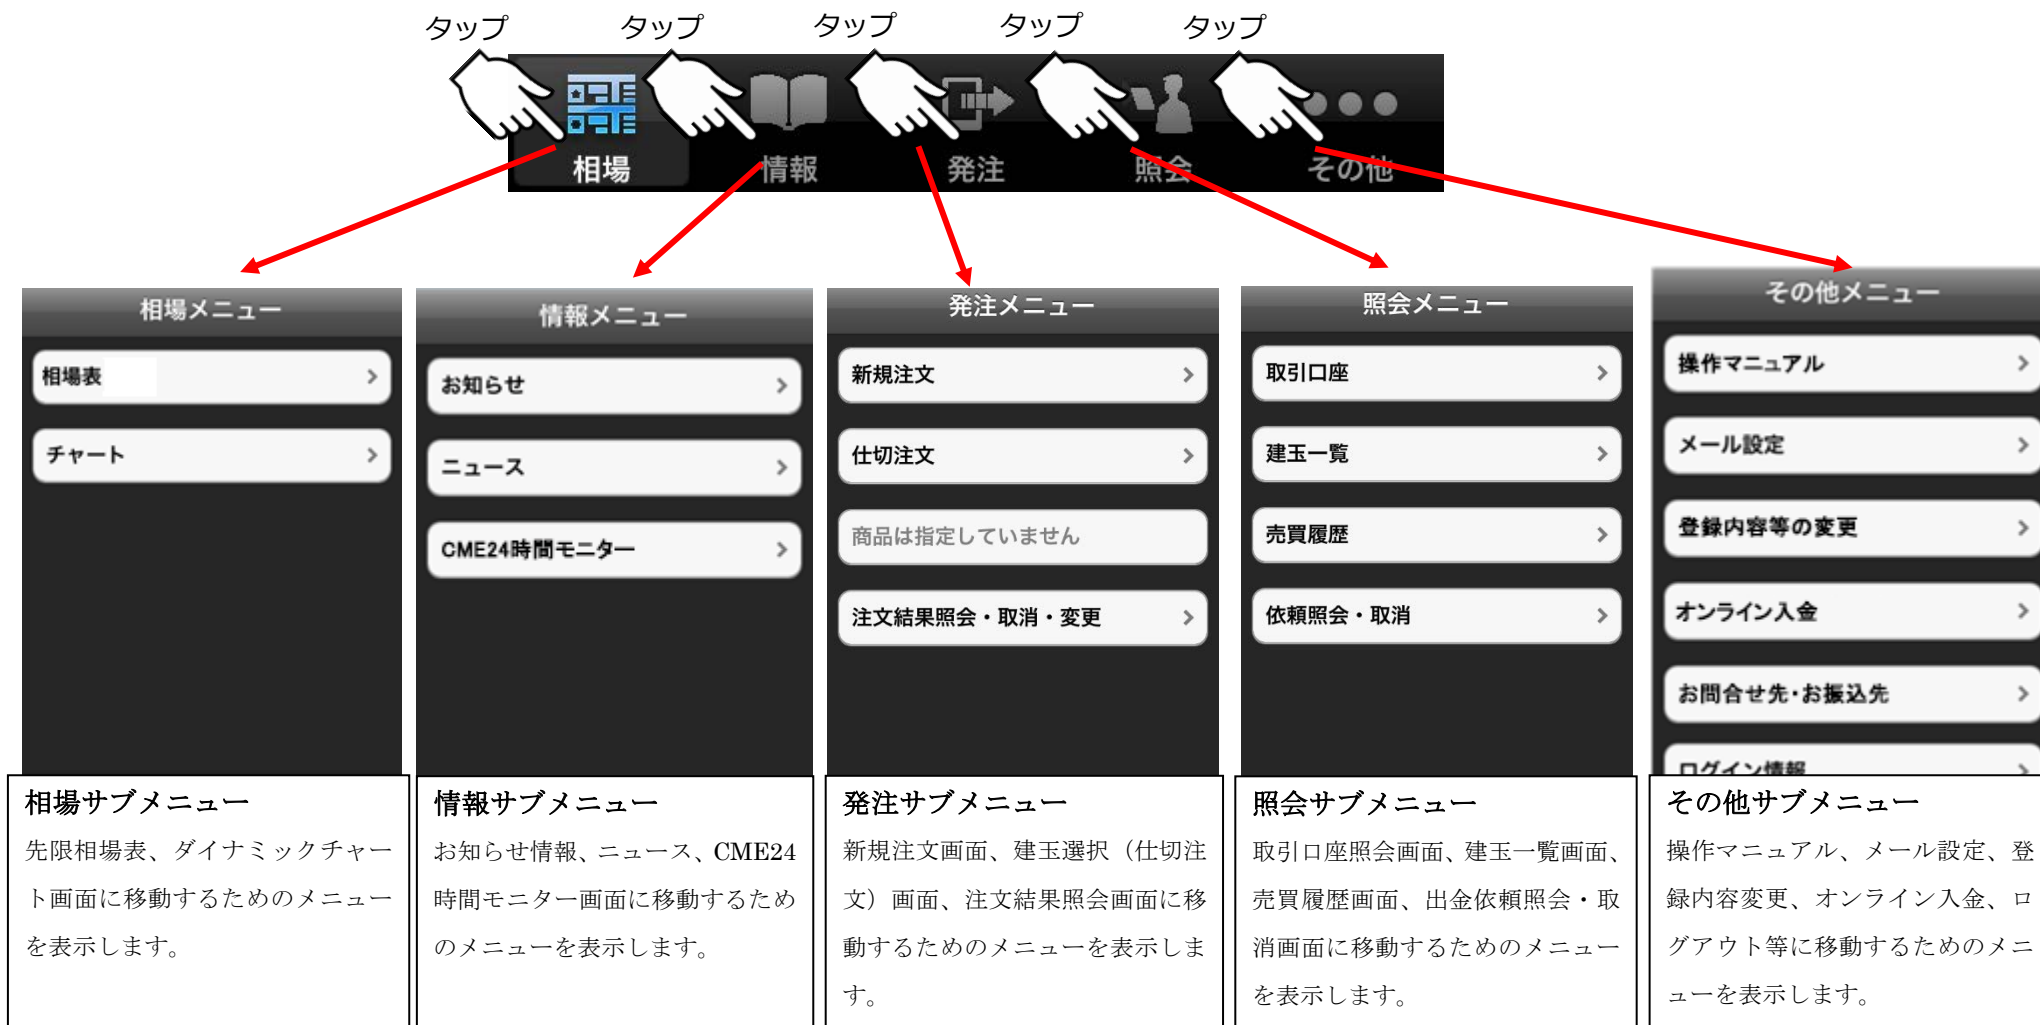 タップ タップ タップ タップ タップ
相場 情報 発注 照会 その他
相場メニュー
相場表
チャート
情報メニュー
お知らせ
ニュース
CME24時間モニター
発注メニュー
新規注文
仕切注文
商品は指定していません
注文結果照会・取消・変更
照会メニュー
取引口座
建玉一覧
売買履歴
依頼照会・取消
その他メニュー
操作マニュアル
メール設定
登録内容等の変更
オンライン入金
お問合せ先・お振込先
ログイン情報
相場サブメニュー
先限相場表、ダイナミックチャー
ト画面に移動するためのメニュー
を表示します。
情報サブメニュー
お知らせ情報、ニュース、CME24
時間モニター画面に移動するため
のメニューを表示します。
発注サブメニュー
新規注文画面、建玉選択（仕切注
文）画面、注文結果照会画面に移
動するためのメニューを表示しま
す。
照会サブメニュー
取引口座照会画面、建玉一覧画面、
売買履歴画面、出金依頼照会・取
消画面に移動するためのメニュー
を表示します。
その他サブメニュー
操作マニュアル、メール設定、登
録内容変更、オンライン入金、ロ
グアウト等に移動するためのメニ
ューを表示します。